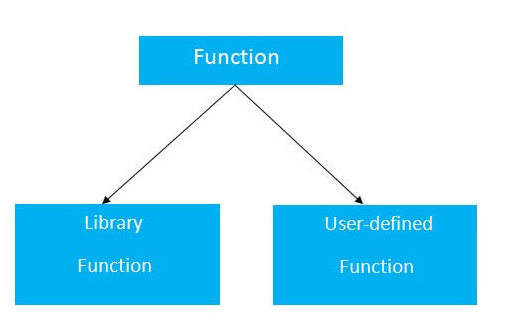 Function
Library
Function
User-defined
Function